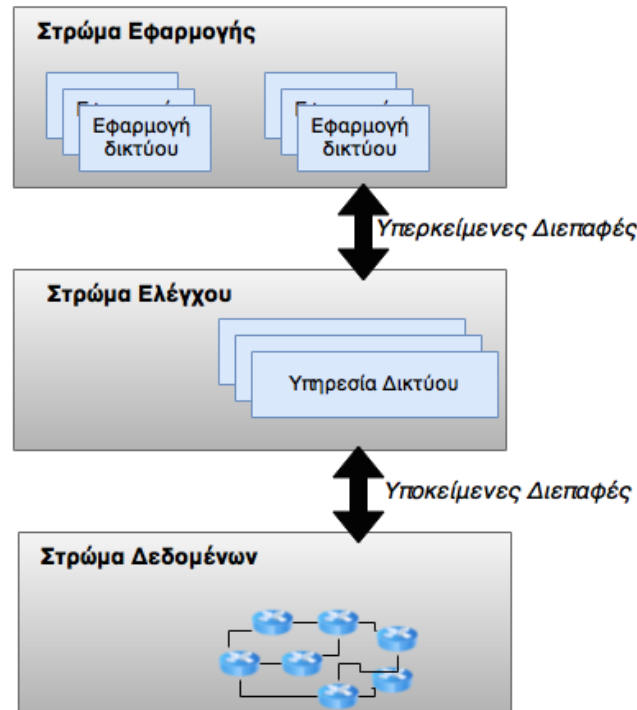 Στρώμα Εφαρμογής
Εφαρμογή
δικτύου
Εφαρμογή
δικτύου
Υπερκείμενες Διεπαφές
Στρώμα Ελέγχου
Υπηρεσία Δικτύου
Υποκείμενες Διεπαφές
Στρώμα Δεδομένων